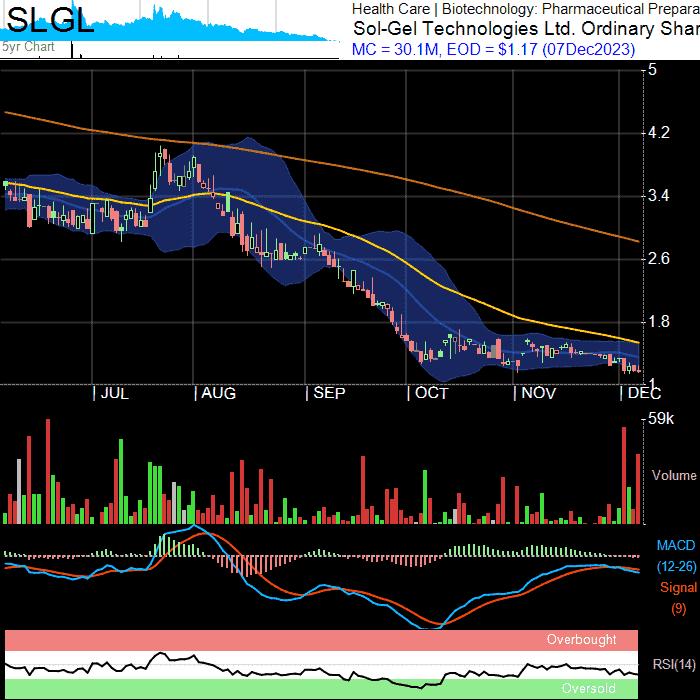 SLGL
5yr Chart
Health Care | Biotechnology: Pharmaceutical Prepara
Sol-Gel Technologies Ltd. Ordinary Shar
MC = 30.1M, EOD = $1.17 (07Dec2023)
5
4.2
3.4
2.6
1.8
1
JUL AUG SEP OCT NOV DEC
59k
Volume
MACD
(12-26)
Signal
(9)
Overbought
RSI(14)
Oversold